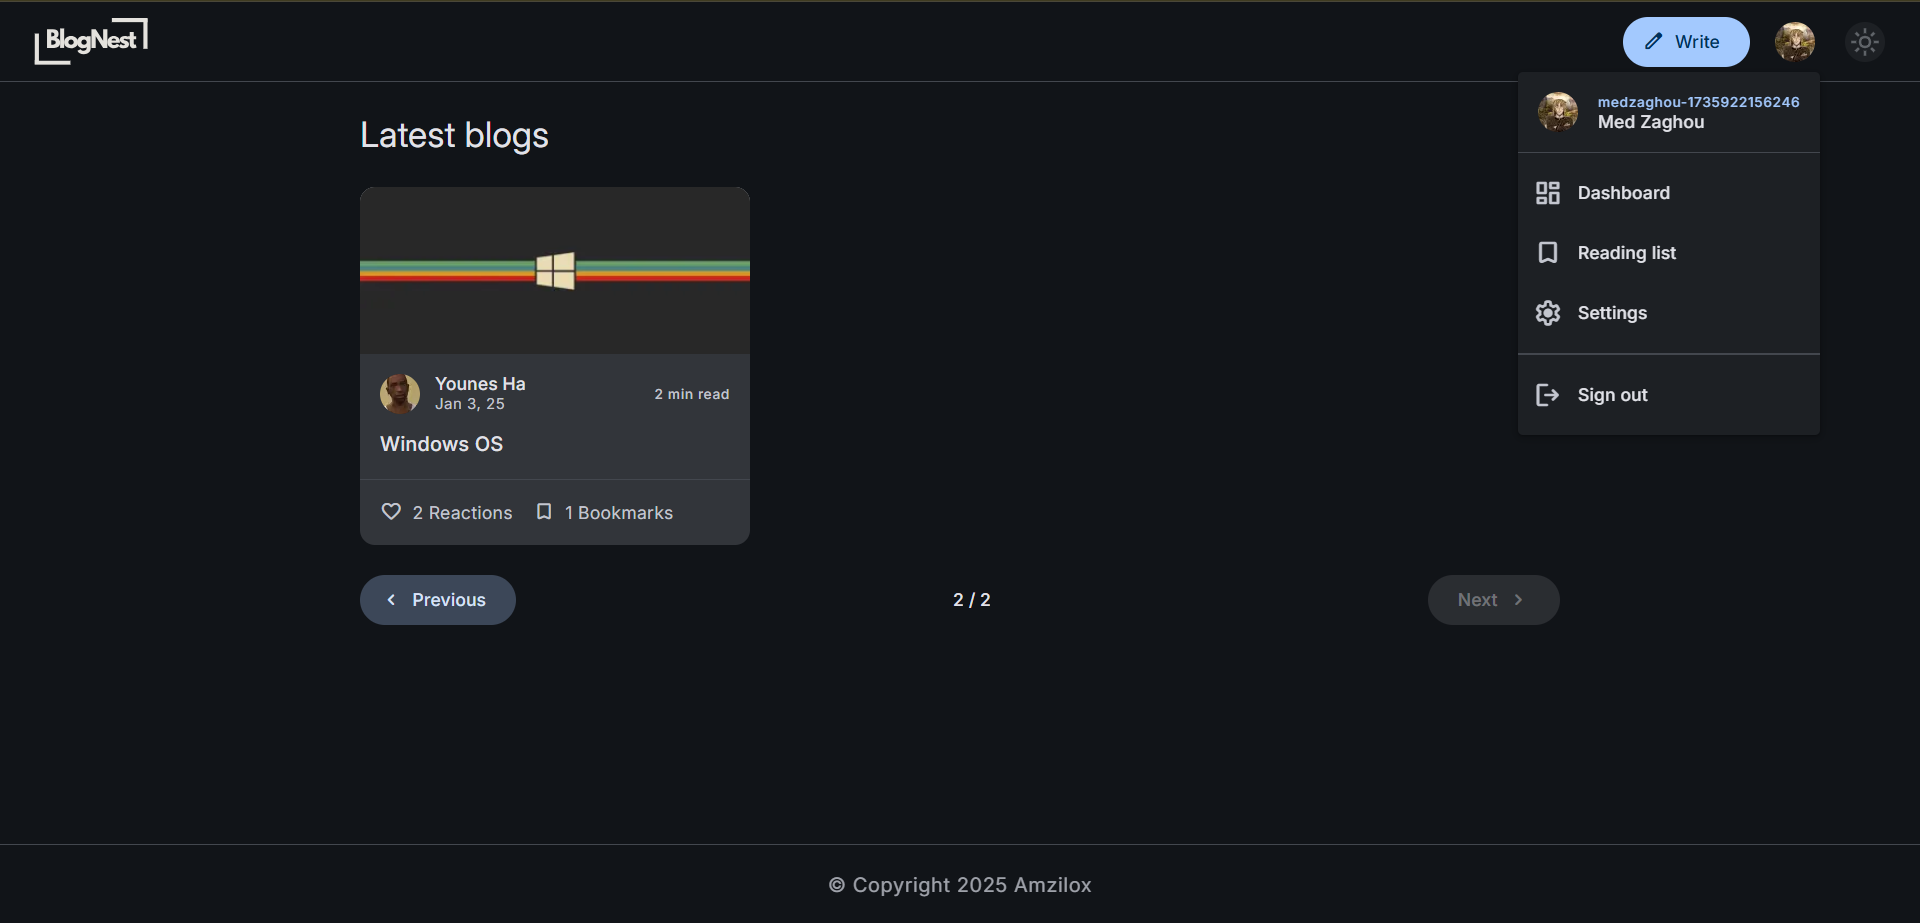 BlogNest
Write
medzaghou-1735922156246
Med Zaghou
Dashboard
Reading list
Settings
Sign out
Latest blogs
Younes Ha
Jan 3, 25
2 min read
Windows OS
2 Reactions
1 Bookmarks
Previous
2 / 2
Next
© Copyright 2025 Amzilox